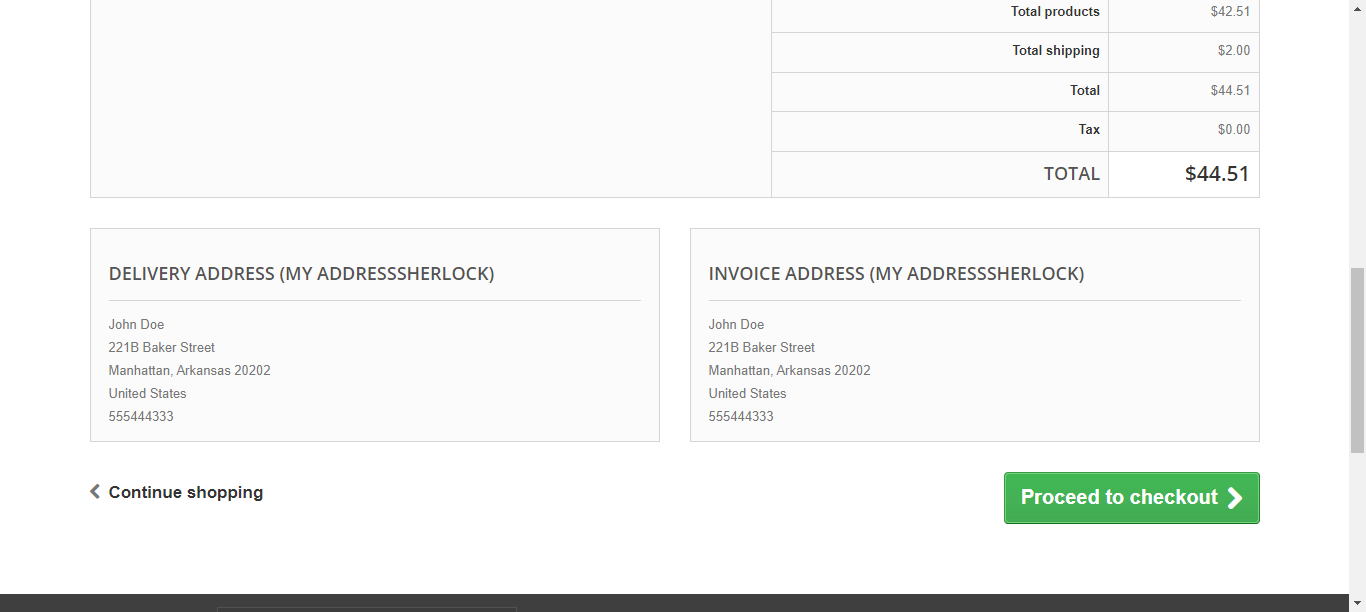 Total products $42.51
Total shipping $2.00
Total $44.51
Tax $0.00
TOTAL $44.51
DELIVERY ADDRESS (MY ADDRESSSHERLOCK)
John Doe
221B Baker Street
Manhattan, Arkansas 20202
United States
555444333
INVOICE ADDRESS (MY ADDRESSSHERLOCK)
John Doe
221B Baker Street
Manhattan, Arkansas 20202
United States
555444333
Continue shopping
Proceed to checkout